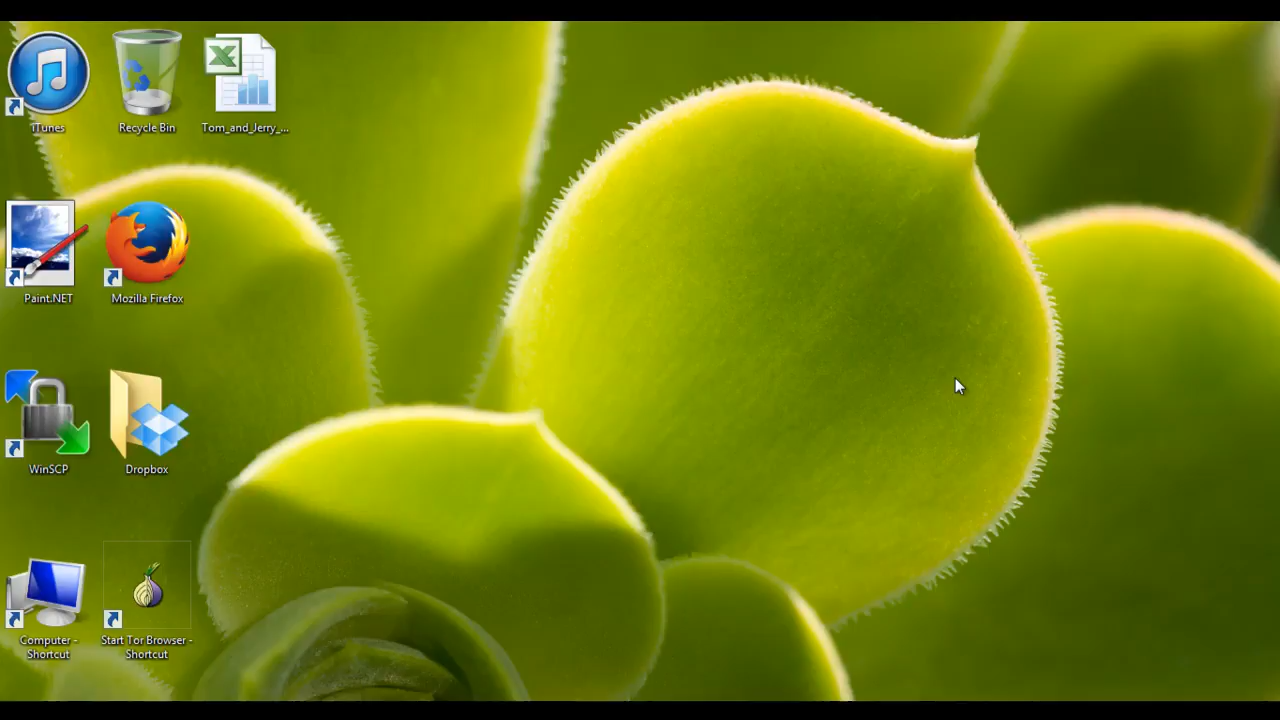 iTunes
Recycle Bin
Tom_and_Jerry_...
Paint.NET
Mozilla Firefox
WinSCP
Dropbox
Computer -
Shortcut
Start Tor Browser -
Shortcut